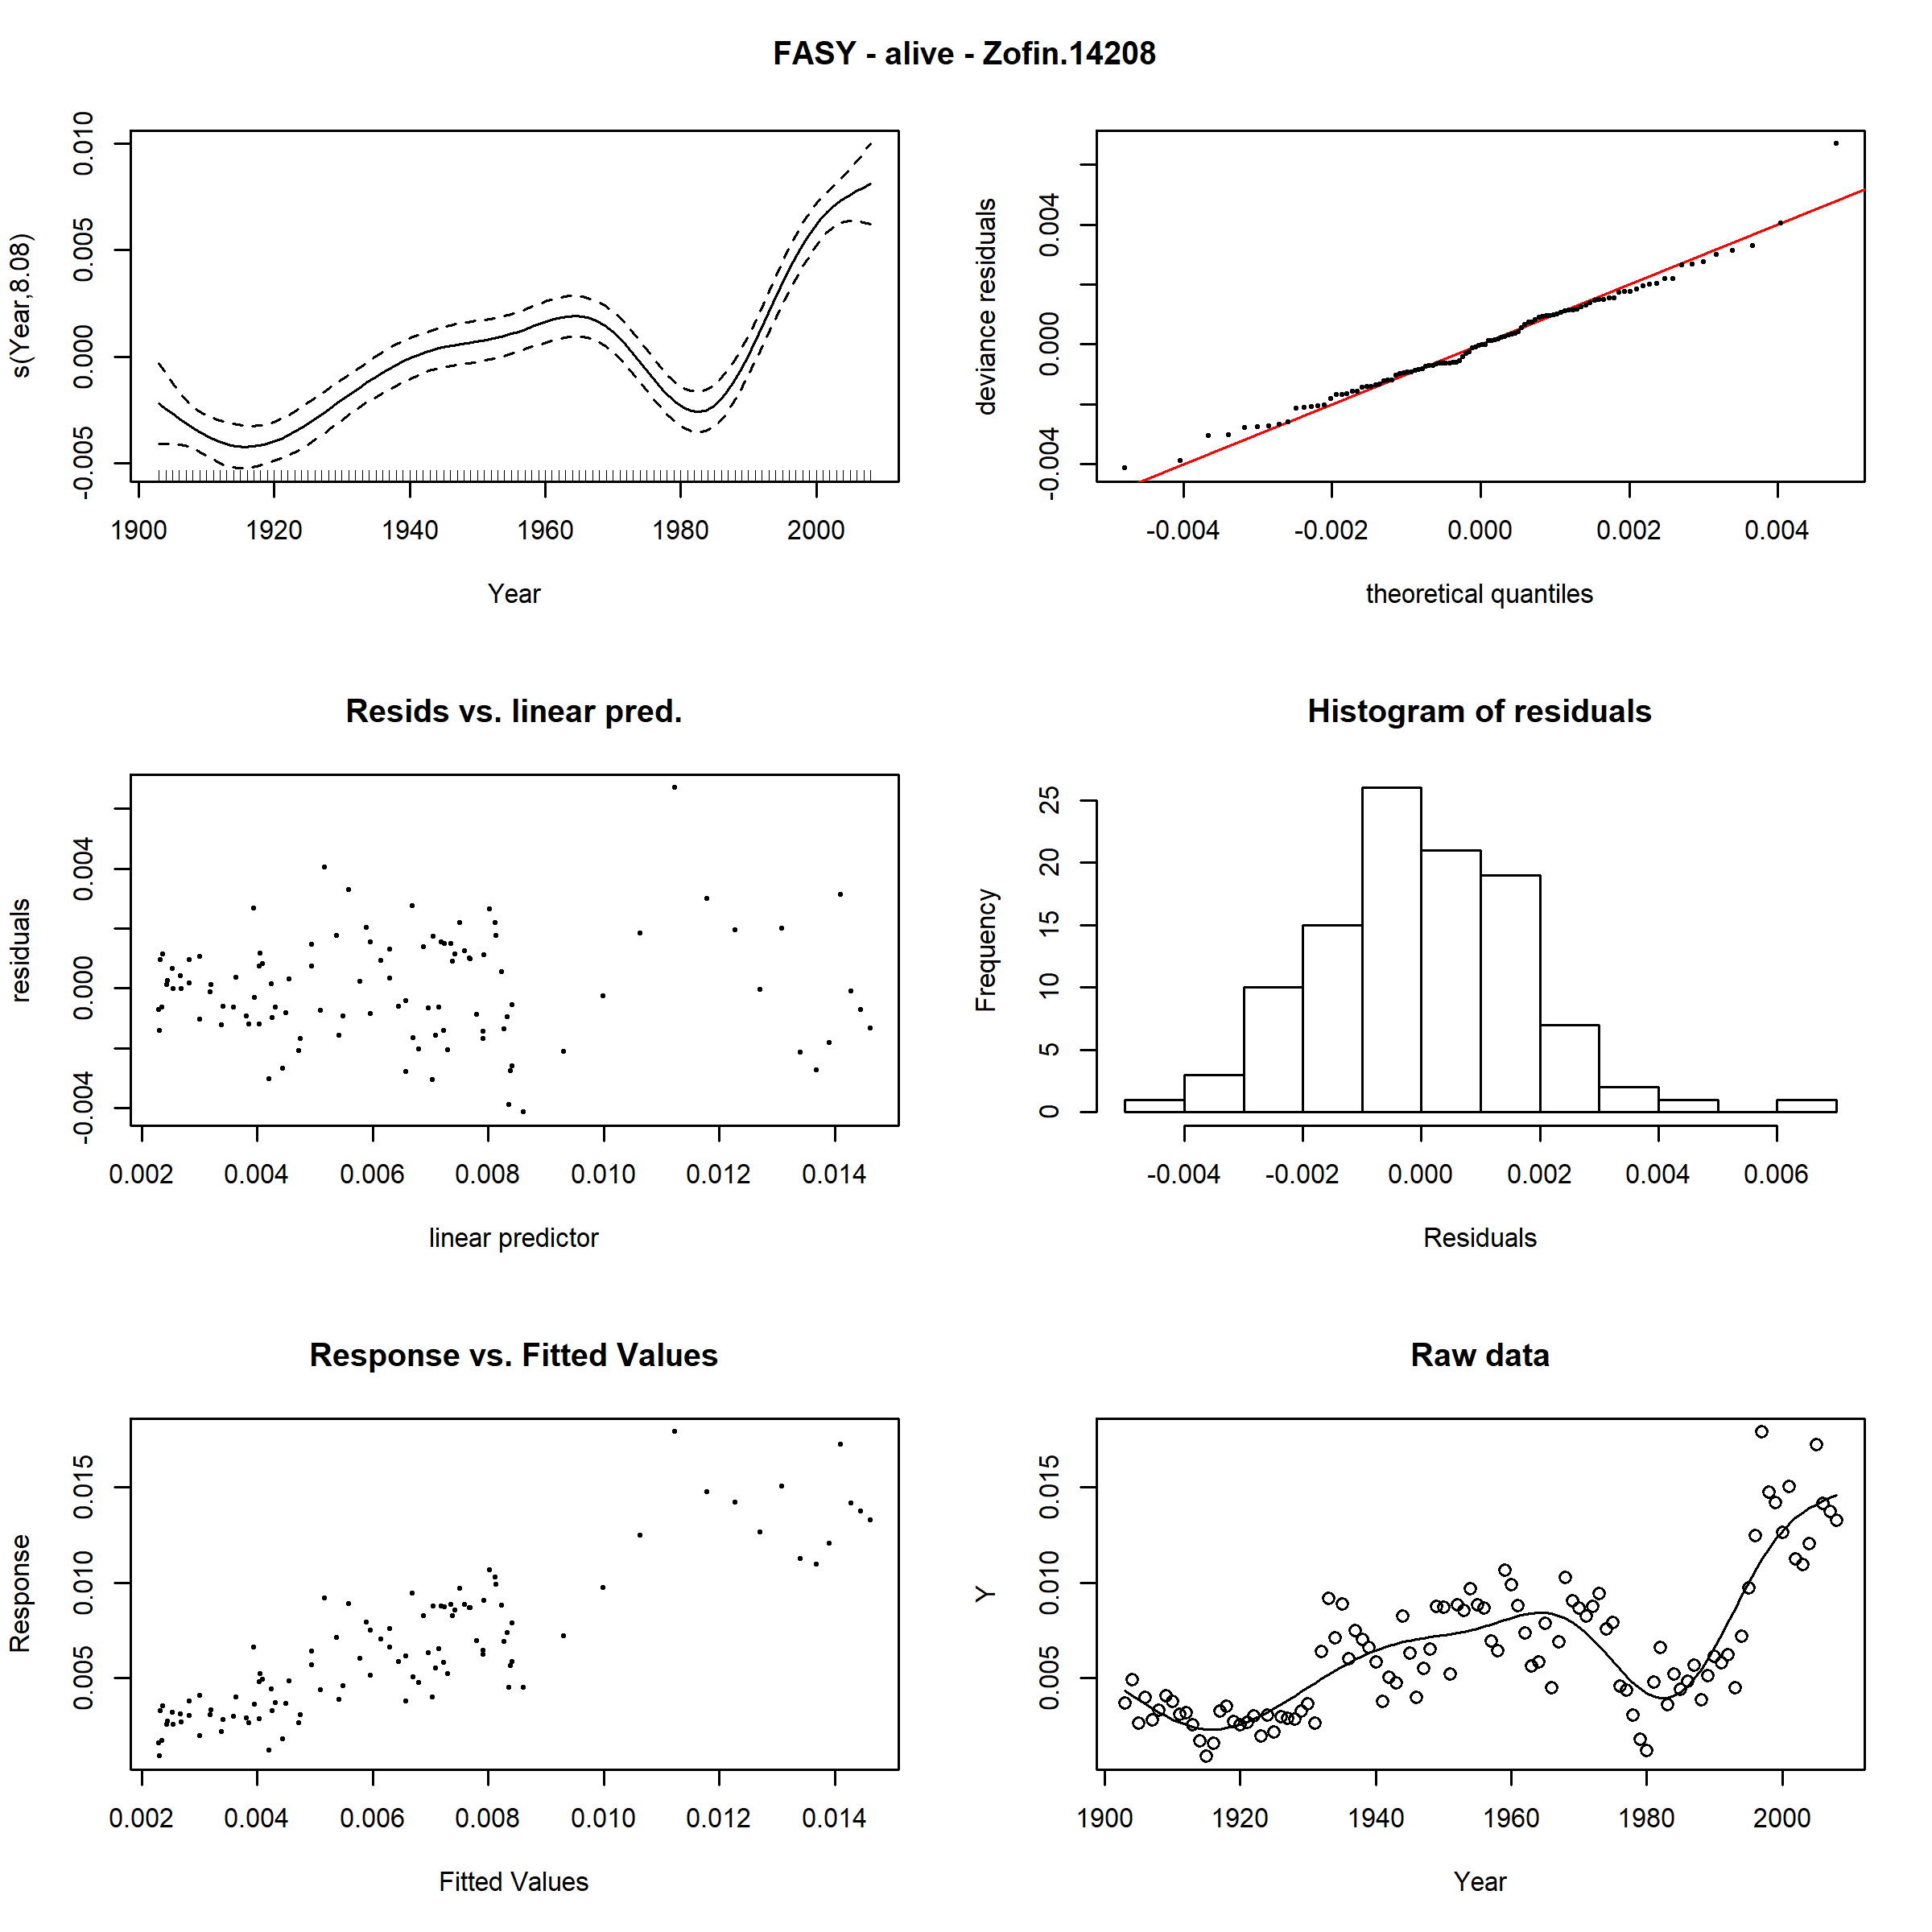 FASY - alive - Zofin.14208
s(Year,8.08)
-0.005 0.000 0.005 0.010
1900 1920 1940 1960 1980 2000
Year
deviance residuals
-0.004 0.000 0.004
-0.004 -0.002 0.000 0.002 0.004
theoretical quantiles
Resids vs. linear pred.
residuals
-0.004 0.000 0.004
0.002 0.004 0.006 0.008 0.010 0.012 0.014
linear predictor
Histogram of residuals
Frequency
0 5 10 15 20 25
-0.004 -0.002 0.000 0.002 0.004 0.006
Residuals
Response vs. Fitted Values
Response
0.005 0.010 0.015
0.002 0.004 0.006 0.008 0.010 0.012 0.014
Fitted Values
Raw data
Y
0.005 0.010 0.015
1900 1920 1940 1960 1980 2000
Year